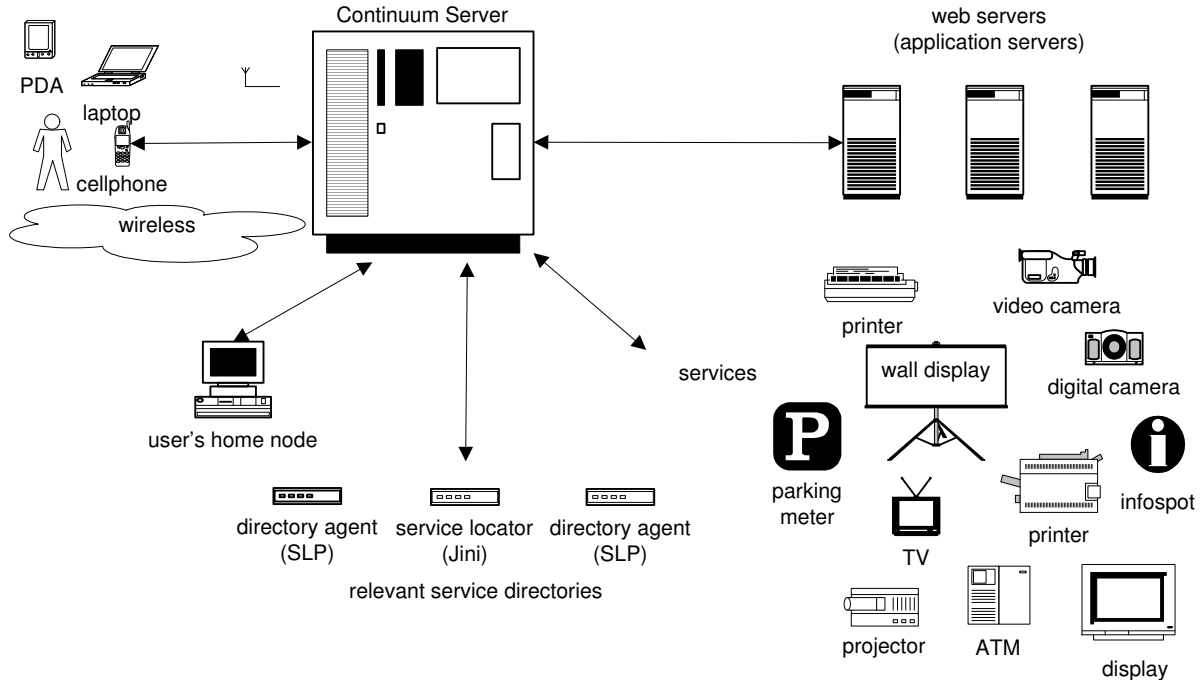 Continuum Server
web servers
(application servers)
PDA
laptop
cellphone
wireless
printer
video camera
wall display
digital camera
services
user's home node
parking
meter
infospot
printer
TV
directory agent
(SLP)
service locator
(Jini)
directory agent
(SLP)
relevant service directories
projector
ATM
display
P
i